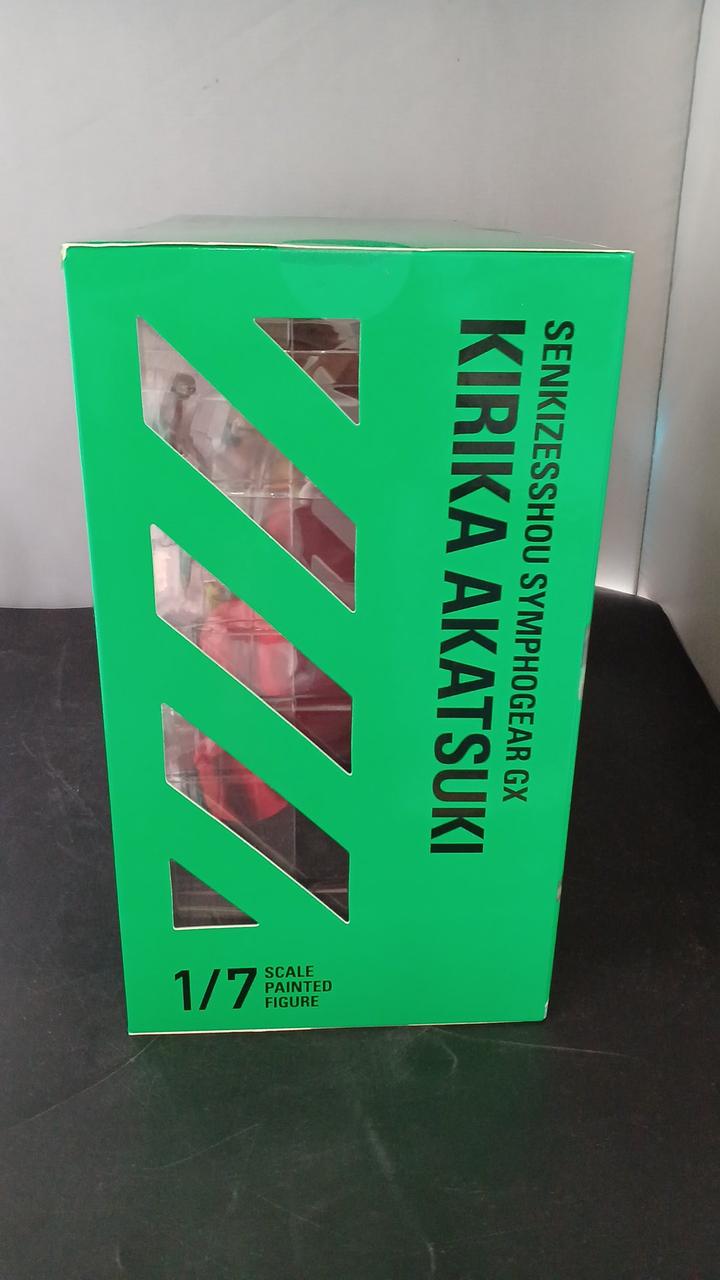 SENKIZESSHOU SYMPHOGEAR GX
KIRIKA AKATSUKI
1/7
SCALE
PAINTED
FIGURE